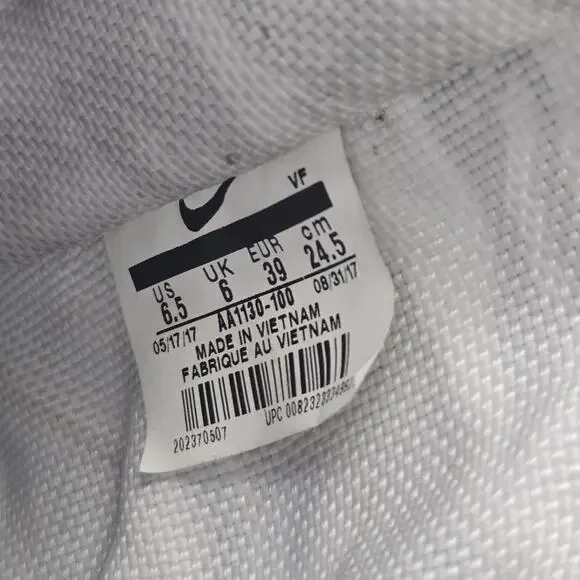 VF
US UK EUR cm
6.5 6 39 24.5
05/17/17 AA1130-100 08/31/17
MADE IN VIETNAM
FABRIQUE AU VIETNAM
202370507 UPC